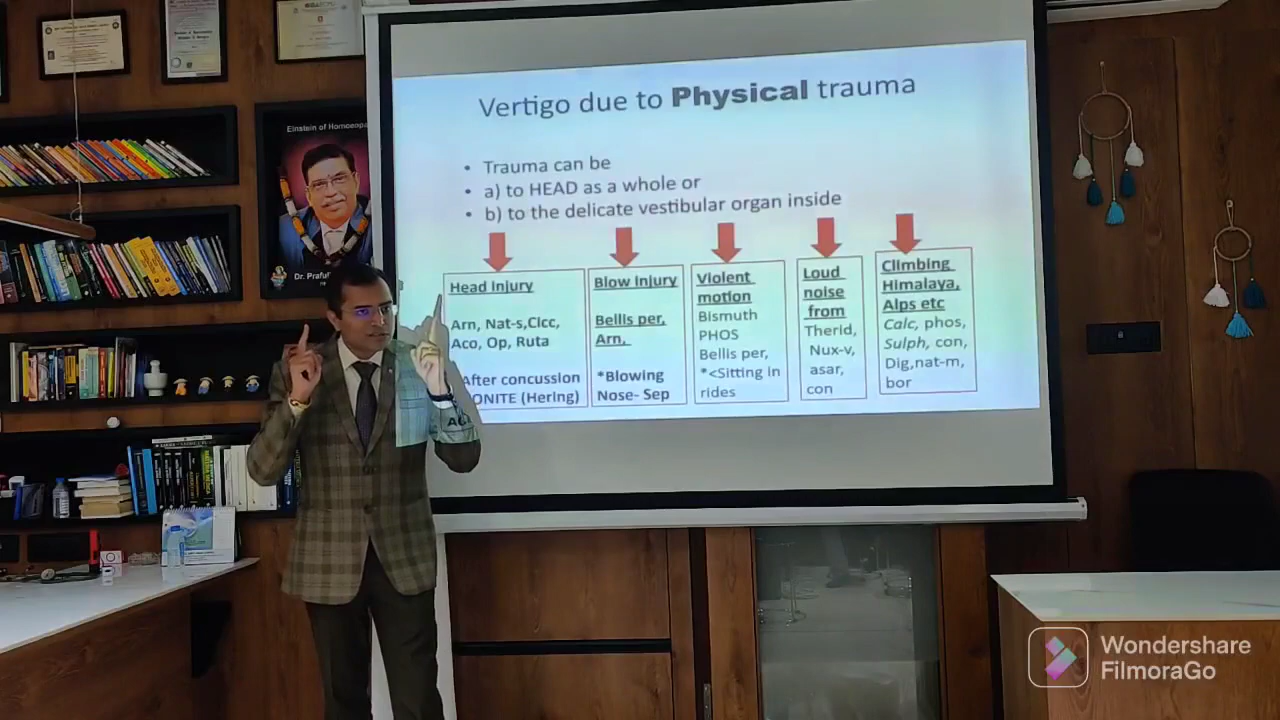 Vertigo due to Physical trauma
• Trauma can be
• a) to HEAD as a whole or
• b) to the delicate vestibular organ inside
Head Injury
Arn, Nat-s,Cicc,
Aco, Op, Ruta
After concussion
ONITE (Hering)
AC
Blow Injury
Bellis per,
Arn,
*Blowing
Nose- Sep
Violent
motion
Bismuth
PHOS
Bellis per,
*<Sitting in
rides
Loud
noise
from
Therid,
Nux-v,
asar,
con
Climbing
Himalaya,
Alps etc
Calc, phos,
Sulph, con,
Dig,nat-m,
bor
Einstein of Homoeopa
Dr. Prafull
Wondershare
FilmoraGo